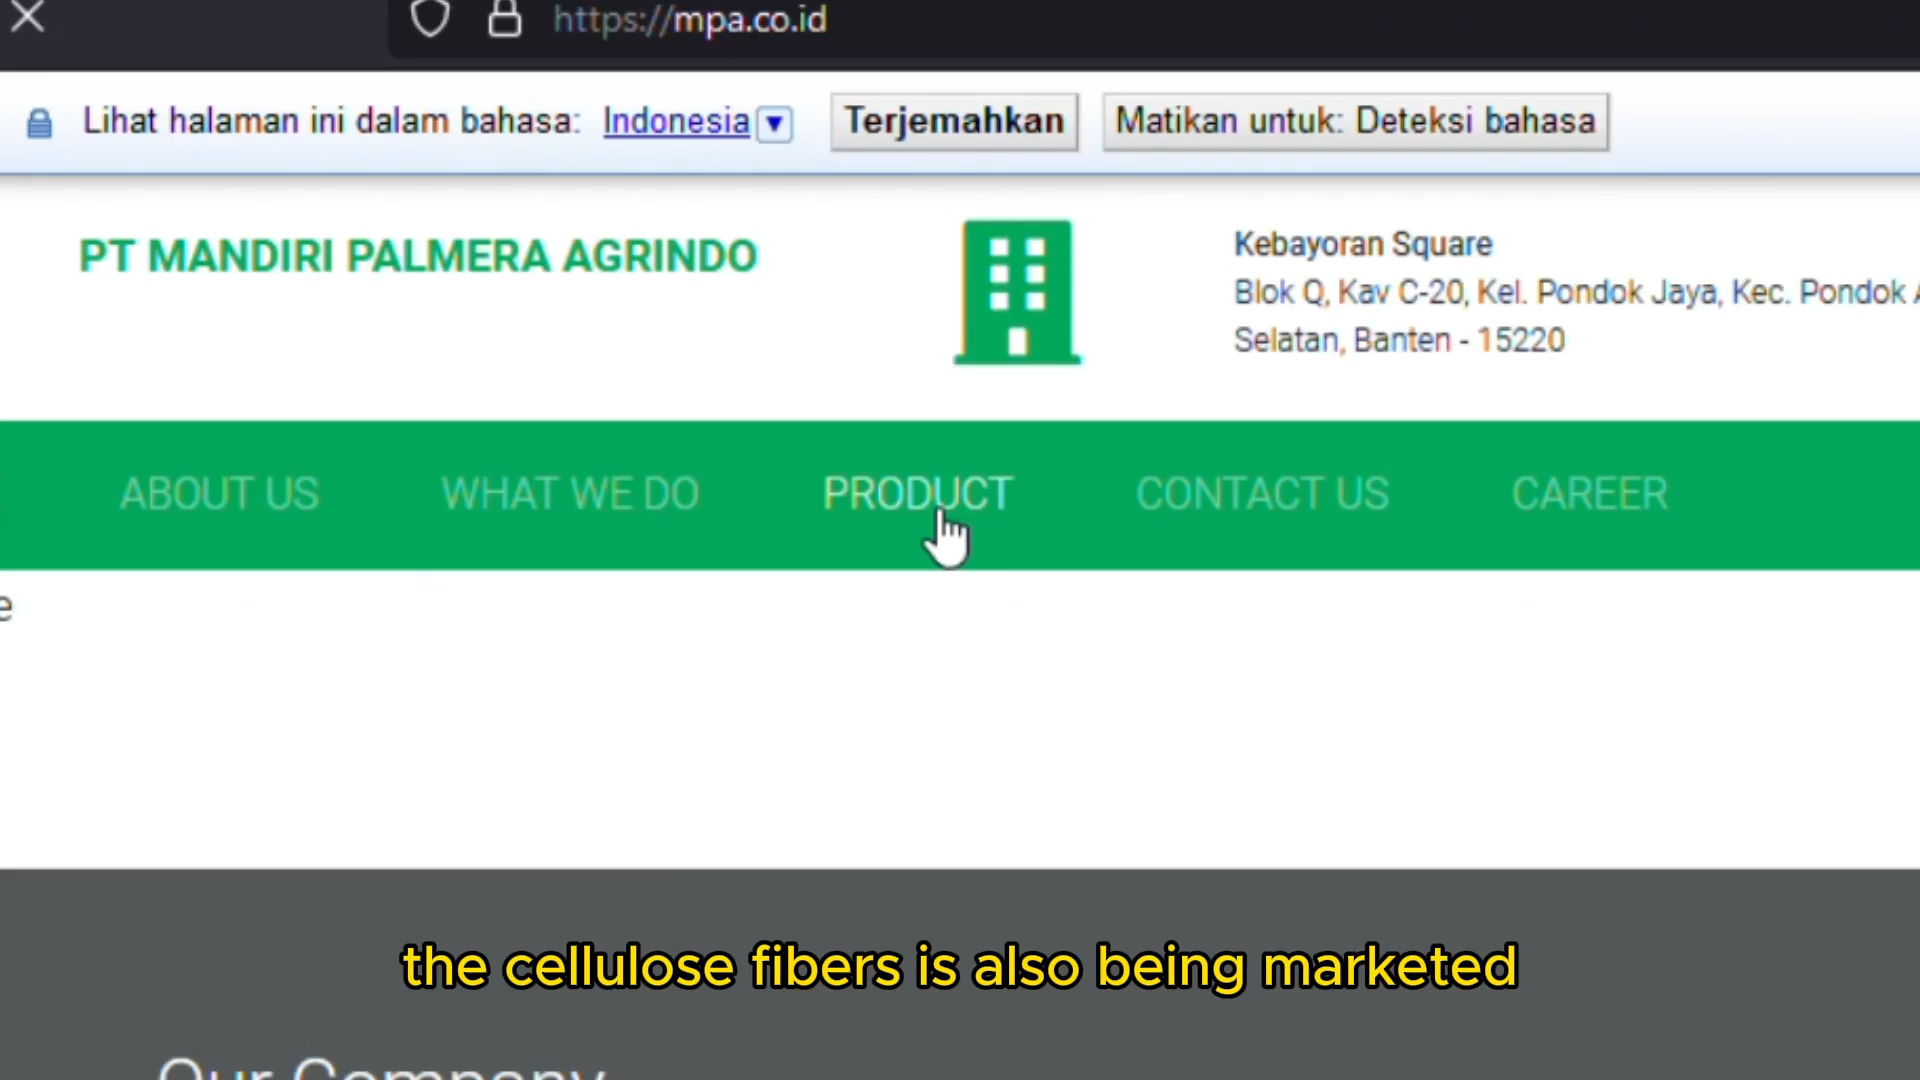 https://mpa.co.id
Lihat halaman ini dalam bahasa: Indonesia Terjemahkan Matikan untuk: Deteksi bahasa
PT MANDIRI PALMERA AGRINDO
Kebayoran Square
Blok Q, Kav C-20, Kel. Pondok Jaya, Kec. Pondok
Selatan, Banten - 15220
ABOUT US WHAT WE DO PRODUCT CONTACT US CAREER
the cellulose fibers is also being marketed
Our Company